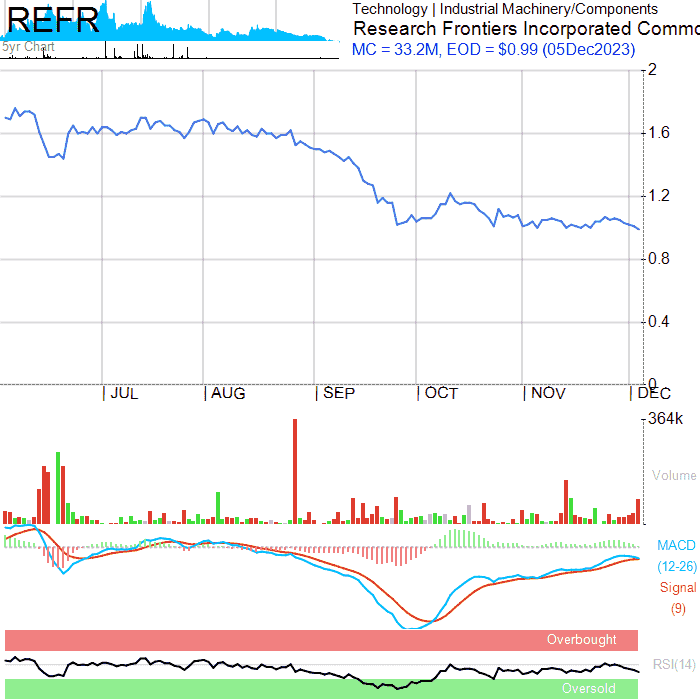 REFR
5yr Chart
Technology | Industrial Machinery/Components
Research Frontiers Incorporated Commo
MC = 33.2M, EOD = $0.99 (05Dec2023)
2
1.6
1.2
0.8
0.4
0
| JUL | AUG | SEP | OCT | NOV | DEC
364k
Volume
MACD
(12-26)
Signal
(9)
Overbought
RSI(14)
Oversold